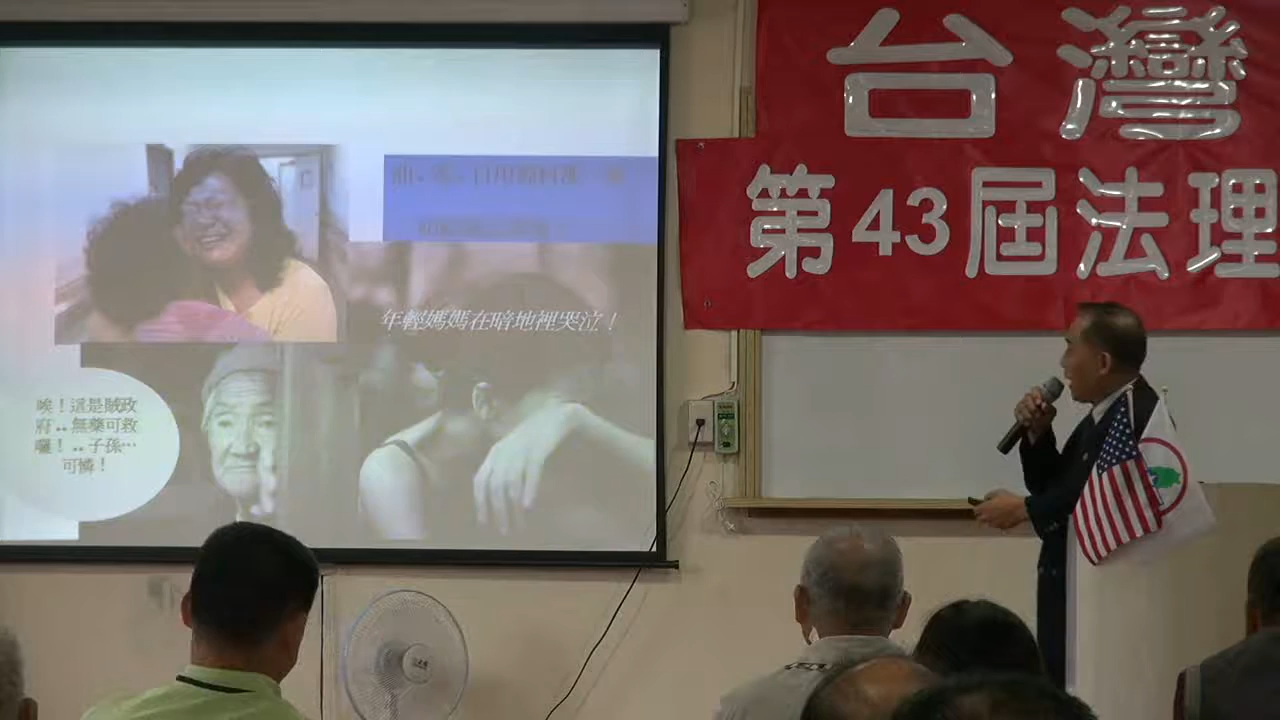 台灣
第43屆法理
年輕媽媽在暗地裡哭泣！
唉！這是賊政
府..無藥可救
囉！..子孫…
可憐！